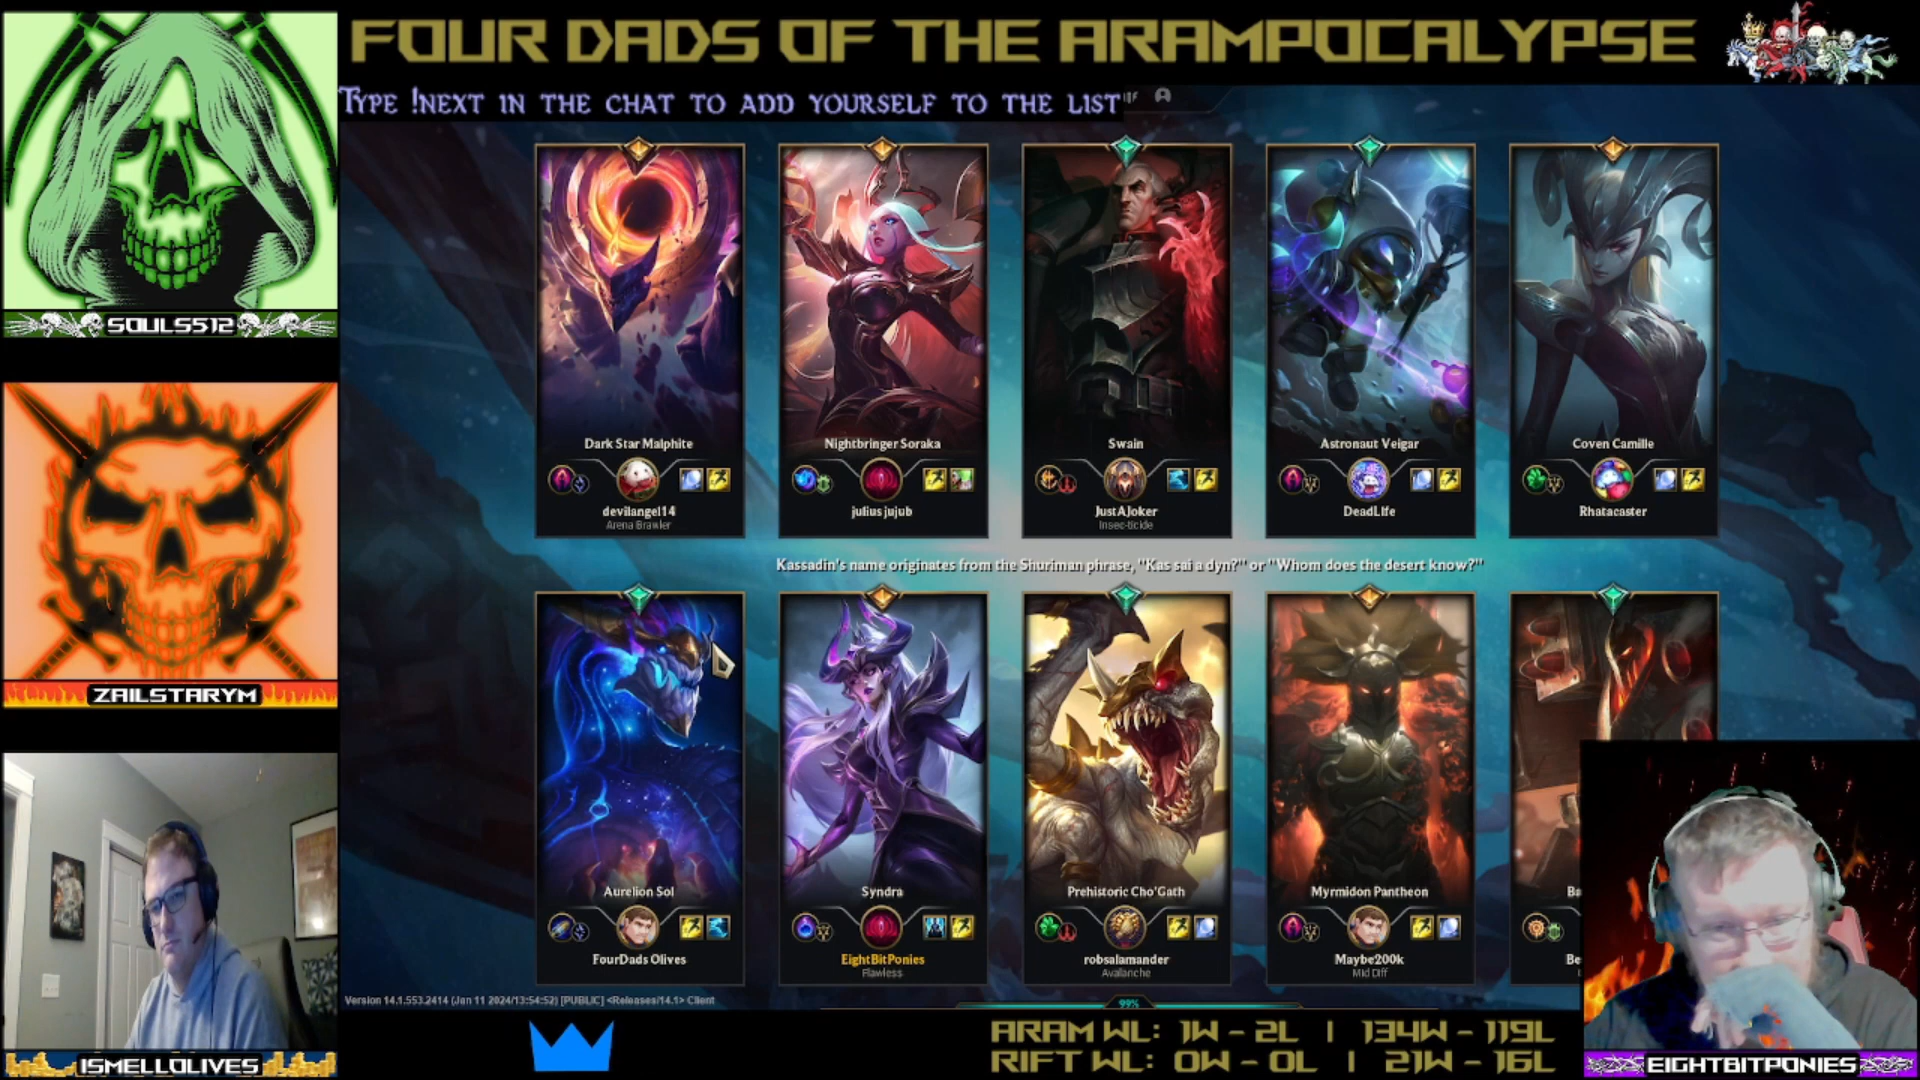 FOUR DADS OF THE ARAMPOCALYPSE
TYPE !NEXT IN THE CHAT TO ADD YOURSELF TO THE LIST
SOULS512
ZAILSTARYM
ISMELLOLIVES
Dark Star Malphite
devilangel14
Arena Brawler
Nightbringer Soraka
julius jujub
Swain
JustAJoker
Insec-ticide
Astronaut Veigar
DeadLIfe
Coven Camille
Rhatacaster
Kassadin's name originates from the Shuriman phrase, "Kas sai a dyn?" or "Whom does the desert know?"
Aurelion Sol
FourDads Olives
Syndra
EightBitPonies
Flawless
Prehistoric Cho'Gath
robsalamander
Avalanche
Myrmidon Pantheon
Maybe200k
Mid Diff
Ba
Be
Version 14.1.553.2414 (Jan 11 2024/13:54:52) [PUBLIC] <Releases/14.1> Client
99%
ARAM WL: 1W - 2L | 134W - 119L
RIFT WL: 0W - 0L | 21W - 16L
EIGHTBITPONIES